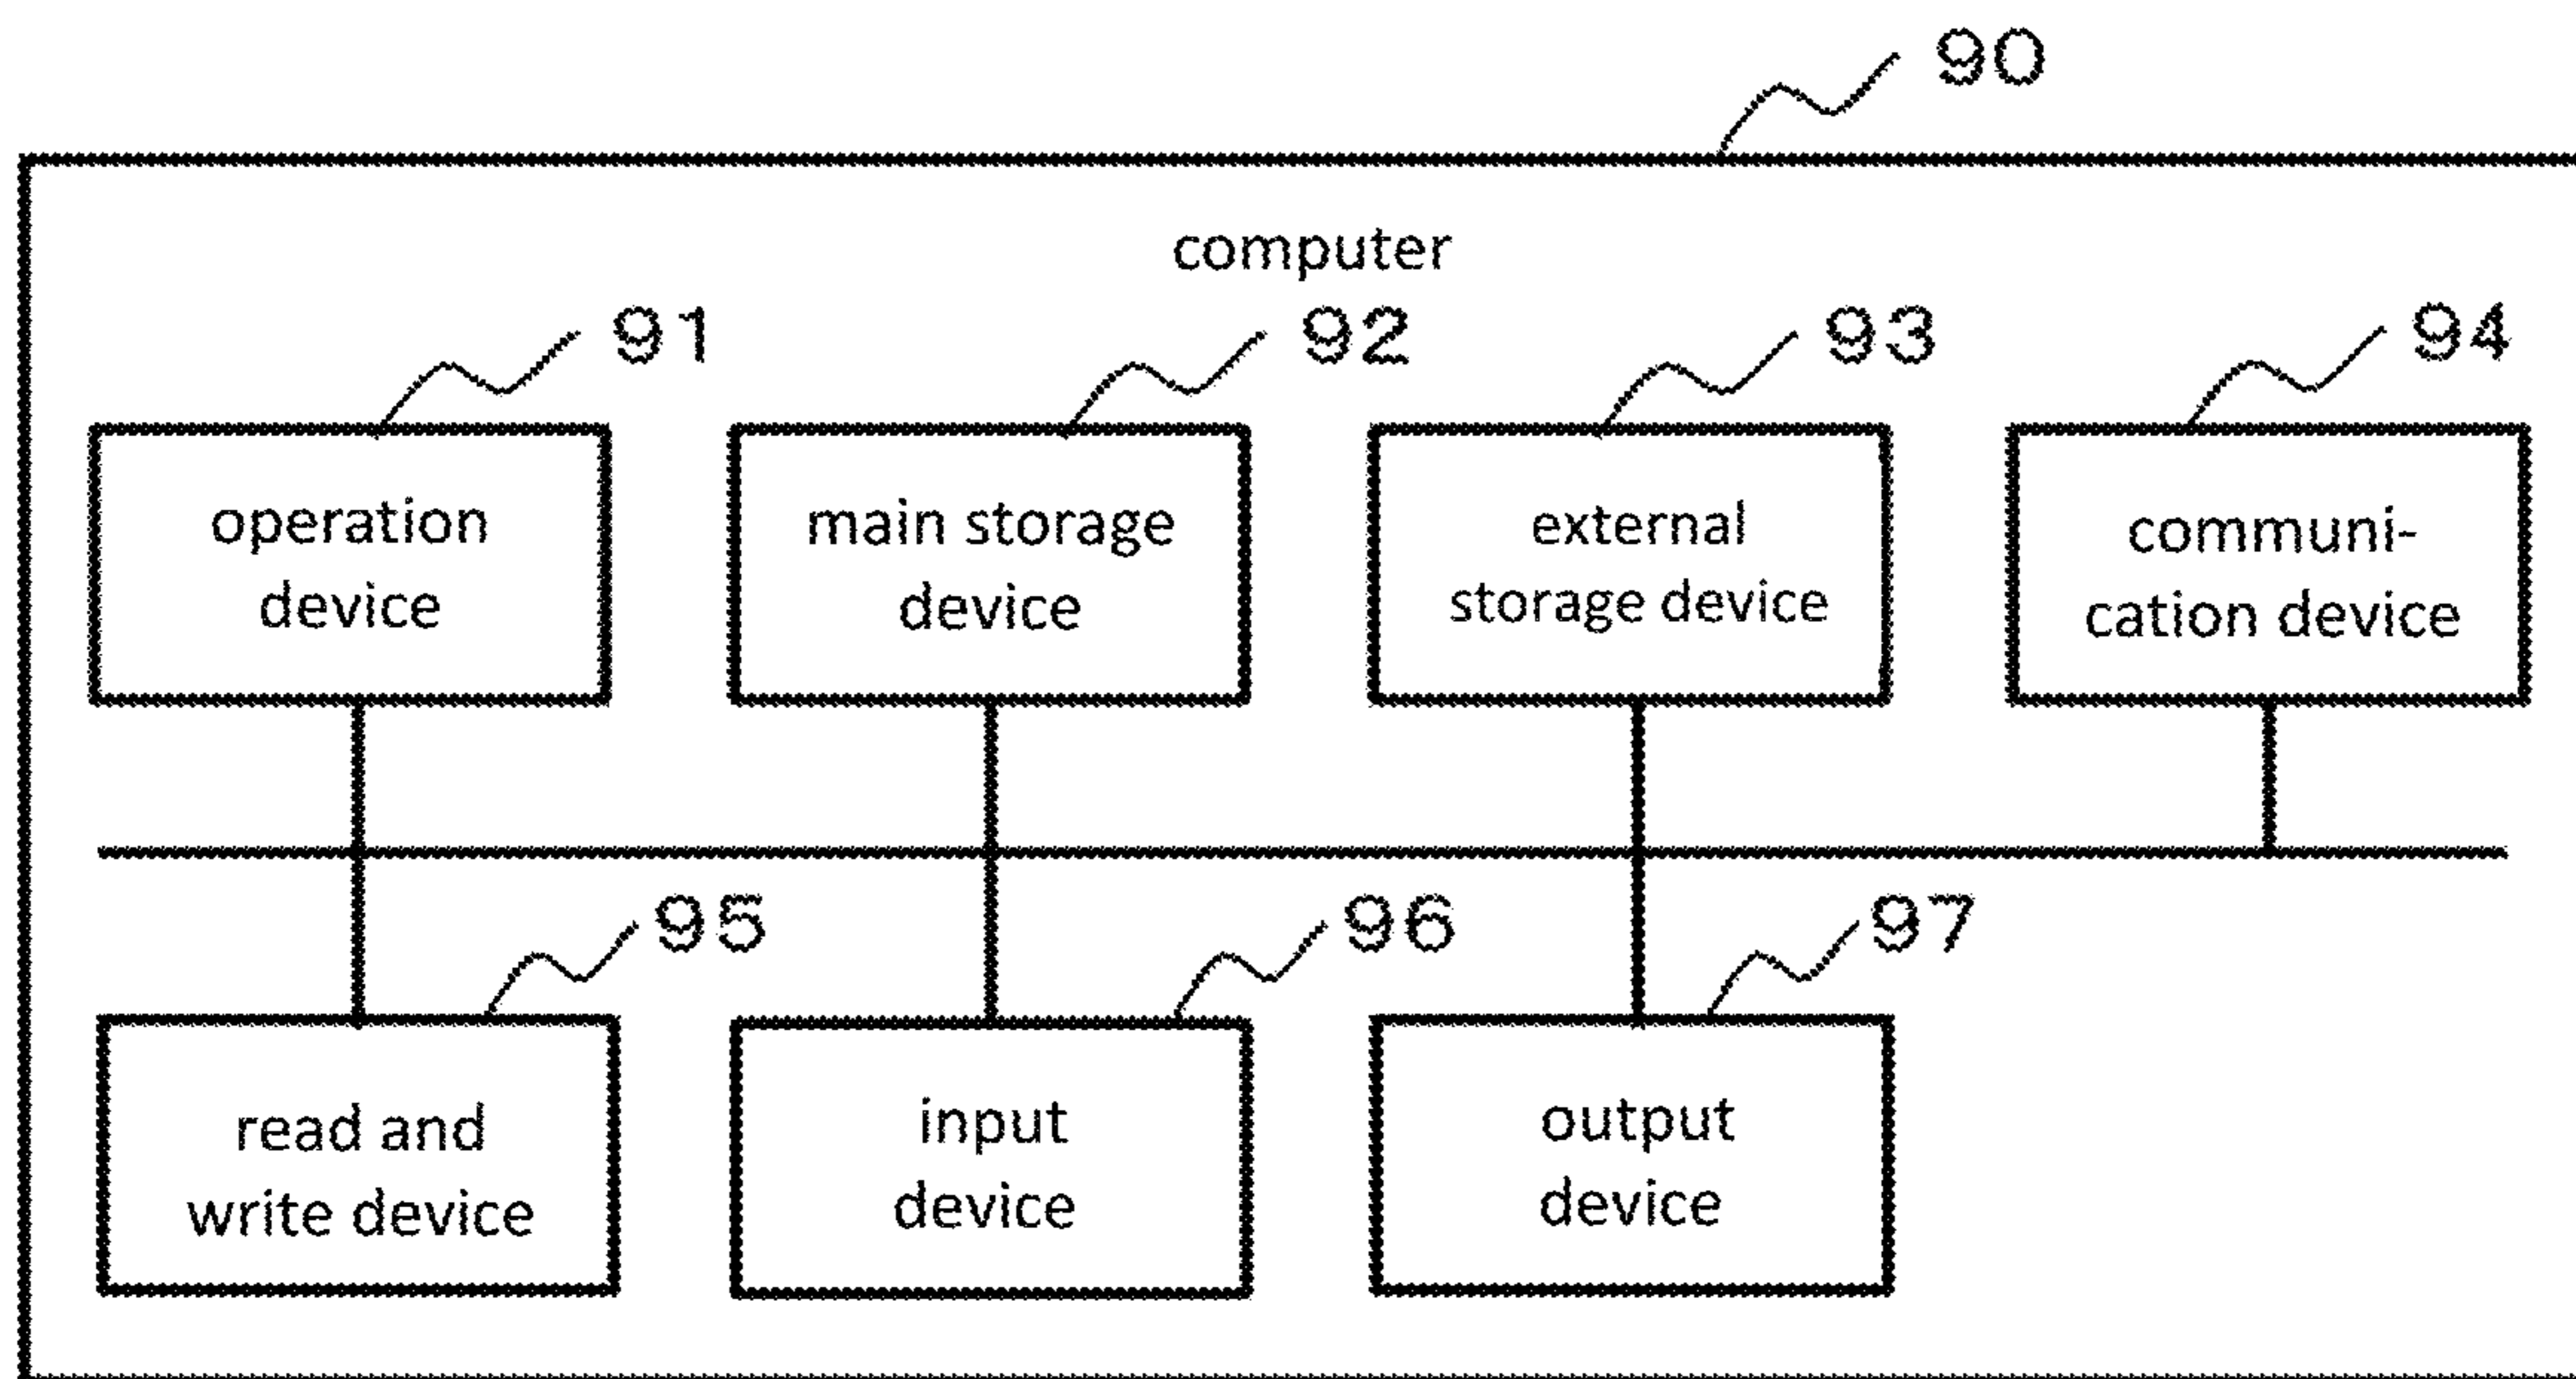 90
computer
91
92
93
94
operation
device
main storage
device
external
storage device
communi-
cation device
95
96
97
read and
write device
input
device
output
device